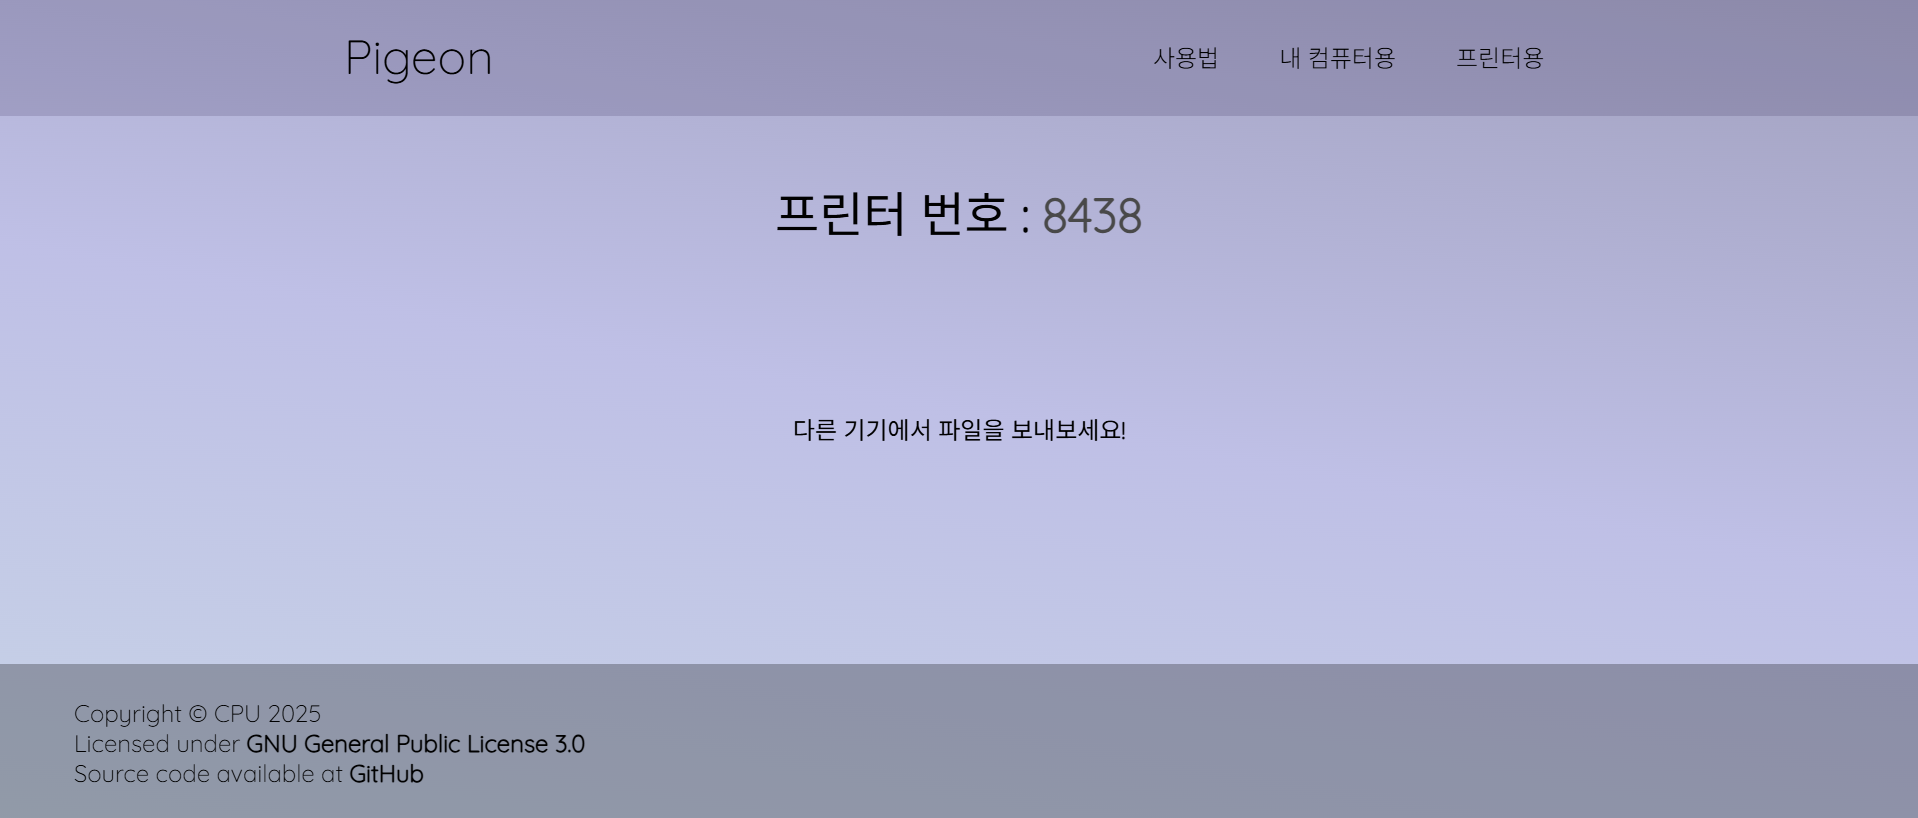 Pigeon
사용법 내 컴퓨터용 프린터용
프린터 번호 : 8438
다른 기기에서 파일을 보내보세요!
Copyright © CPU 2025
Licensed under GNU General Public License 3.0
Source code available at GitHub